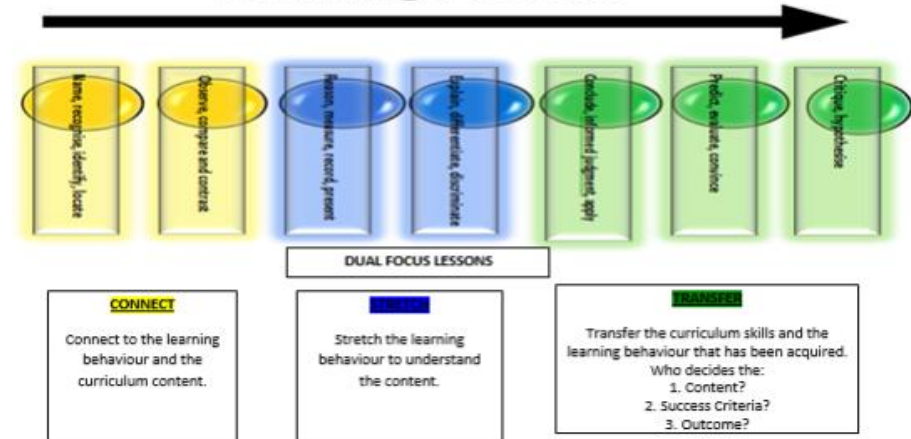 Name, recognise, identify, locate
Observe, compare and contrast
Reason, measure, record, present
Explain, differentiate, discriminate
Conclude, informed judgment, apply
Predict, evaluate, convince
Critique, hypothesise
DUAL FOCUS LESSONS
CONNECT
Connect to the learning
behaviour and the
curriculum content.
STRETCH
Stretch the learning
behaviour to understand
the content.
TRANSFER
Transfer the curriculum skills and the
learning behaviour that has been acquired.
Who decides the:
1. Content?
2. Success Criteria?
3. Outcome?